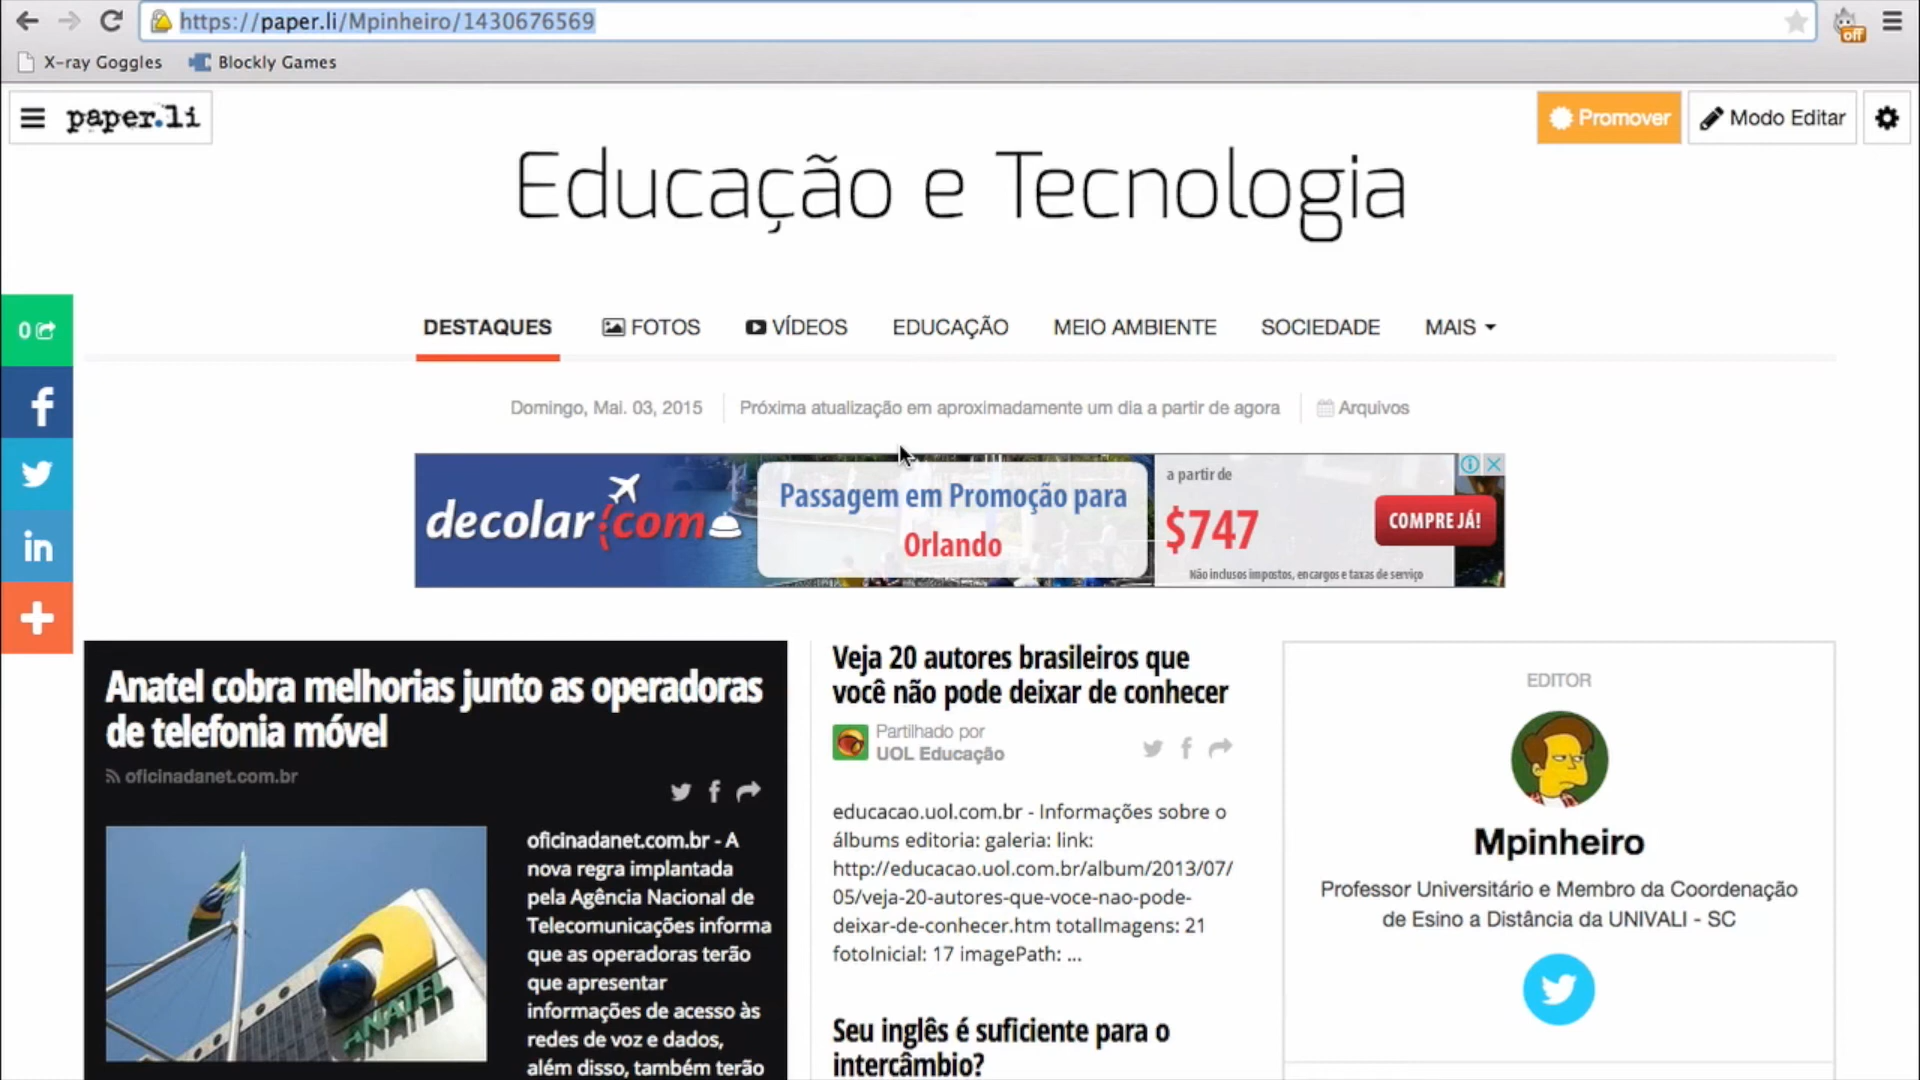 https://paper.li/Mpinheiro/1430676569
off
X-ray Goggles
Blockly Games
paper.li
Promover
Modo Editar
Educação e Tecnologia
0
DESTAQUES
FOTOS
VÍDEOS
EDUCAÇÃO
MEIO AMBIENTE
SOCIEDADE
MAIS
Domingo, Mai. 03, 2015
Próxima atualização em aproximadamente um dia a partir de agora
Arquivos
decolar.com
Passagem em Promoção para
Orlando
a partir de
$747
Não inclusos impostos, encargos e taxas de serviço
COMPRE JÁ!
Anatel cobra melhorias junto as operadoras
de telefonia móvel
oficinadanet.com.br
ANATEL
oficinadanet.com.br - A
nova regra implantada
pela Agência Nacional de
Telecomunicações informa
que as operadoras terão
que apresentar
informações de acesso às
redes de voz e dados,
além disso, também terão
Veja 20 autores brasileiros que
você não pode deixar de conhecer
Partilhado por
UOL Educação
educacao.uol.com.br - Informações sobre o
álbums editoria: galeria: link:
http://educacao.uol.com.br/album/2013/07/
05/veja-20-autores-que-voce-nao-pode-
deixar-de-conhecer.htm totalImagens: 21
fotoInicial: 17 imagePath: ...
Seu inglês é suficiente para o
intercâmbio?
EDITOR
Mpinheiro
Professor Universitário e Membro da Coordenação
de Esino a Distância da UNIVALI - SC